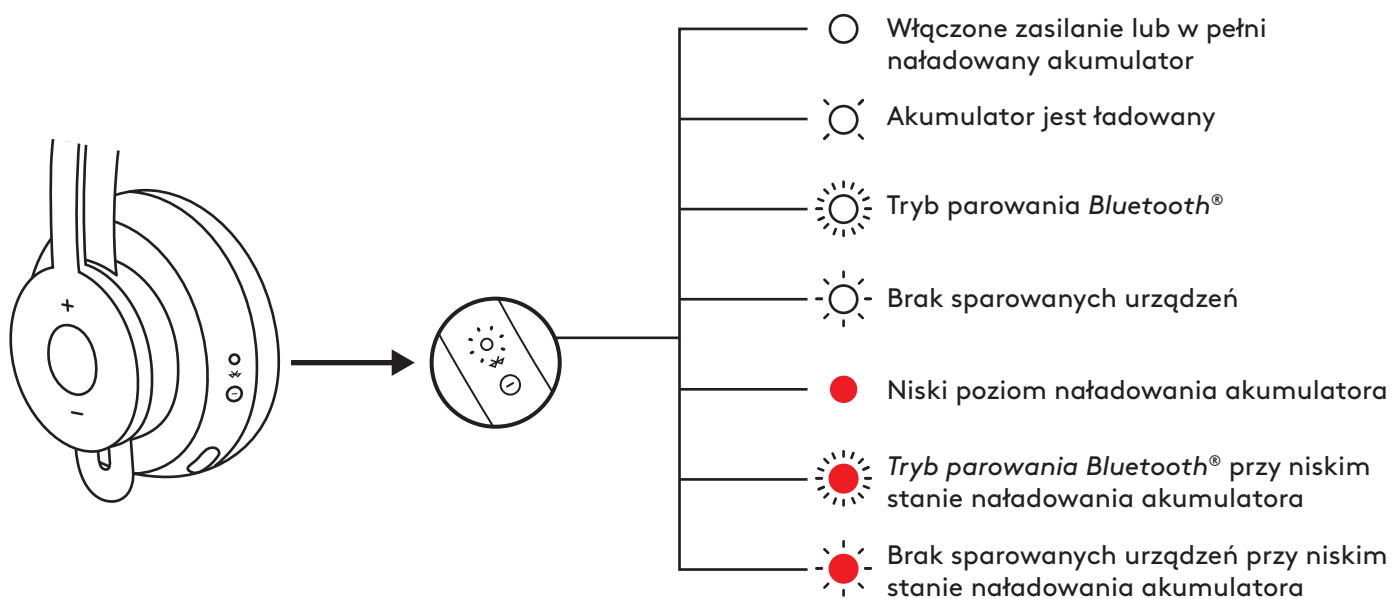 Włączone zasilanie lub w pełni
naładowany akumulator
Akumulator jest ładowany
Tryb parowania Bluetooth®
Brak sparowanych urządzeń
Niski poziom naładowania akumulatora
Tryb parowania Bluetooth® przy niskim
stanie naładowania akumulatora
Brak sparowanych urządzeń przy niskim
stanie naładowania akumulatora